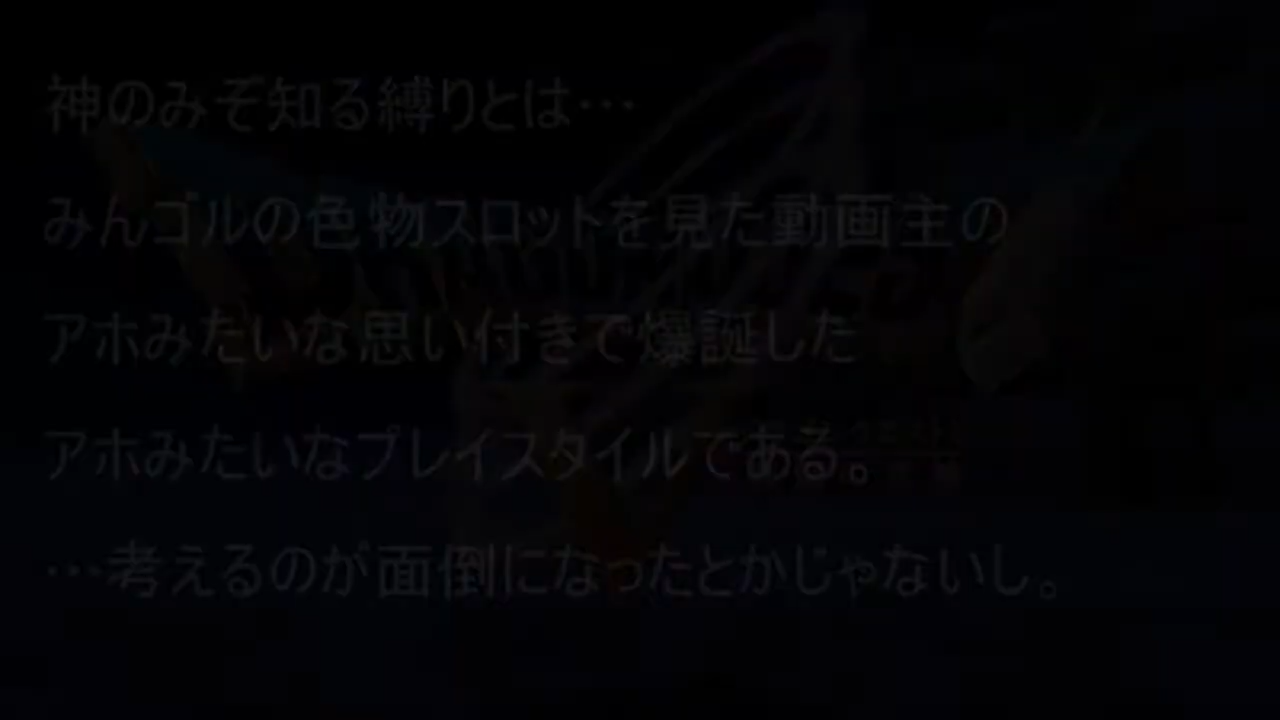 神のみぞ知る縛りとは…
みんゴルの色物スロットを見た動画主の
アホみたいな思い付きで爆誕した
アホみたいなプレイスタイルである。
…考えるのが面倒になったとかじゃないし。